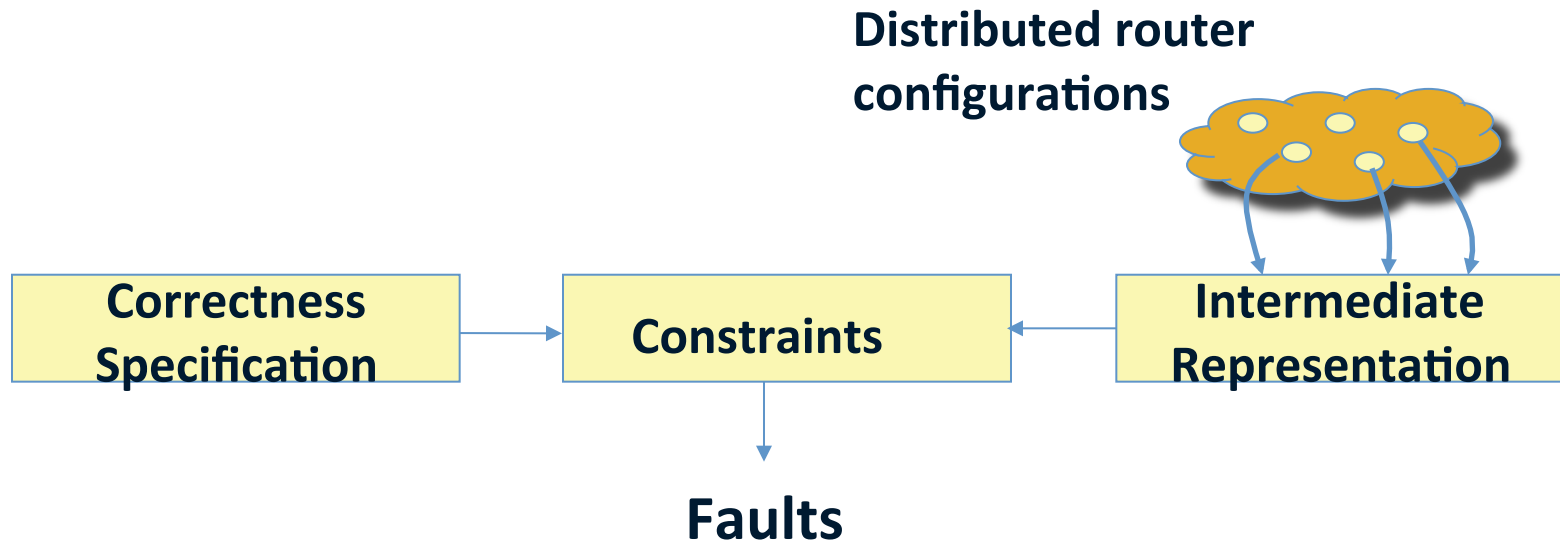 Distributed router
configurations
Correctness
Specification
Constraints
Intermediate
Representation
Faults